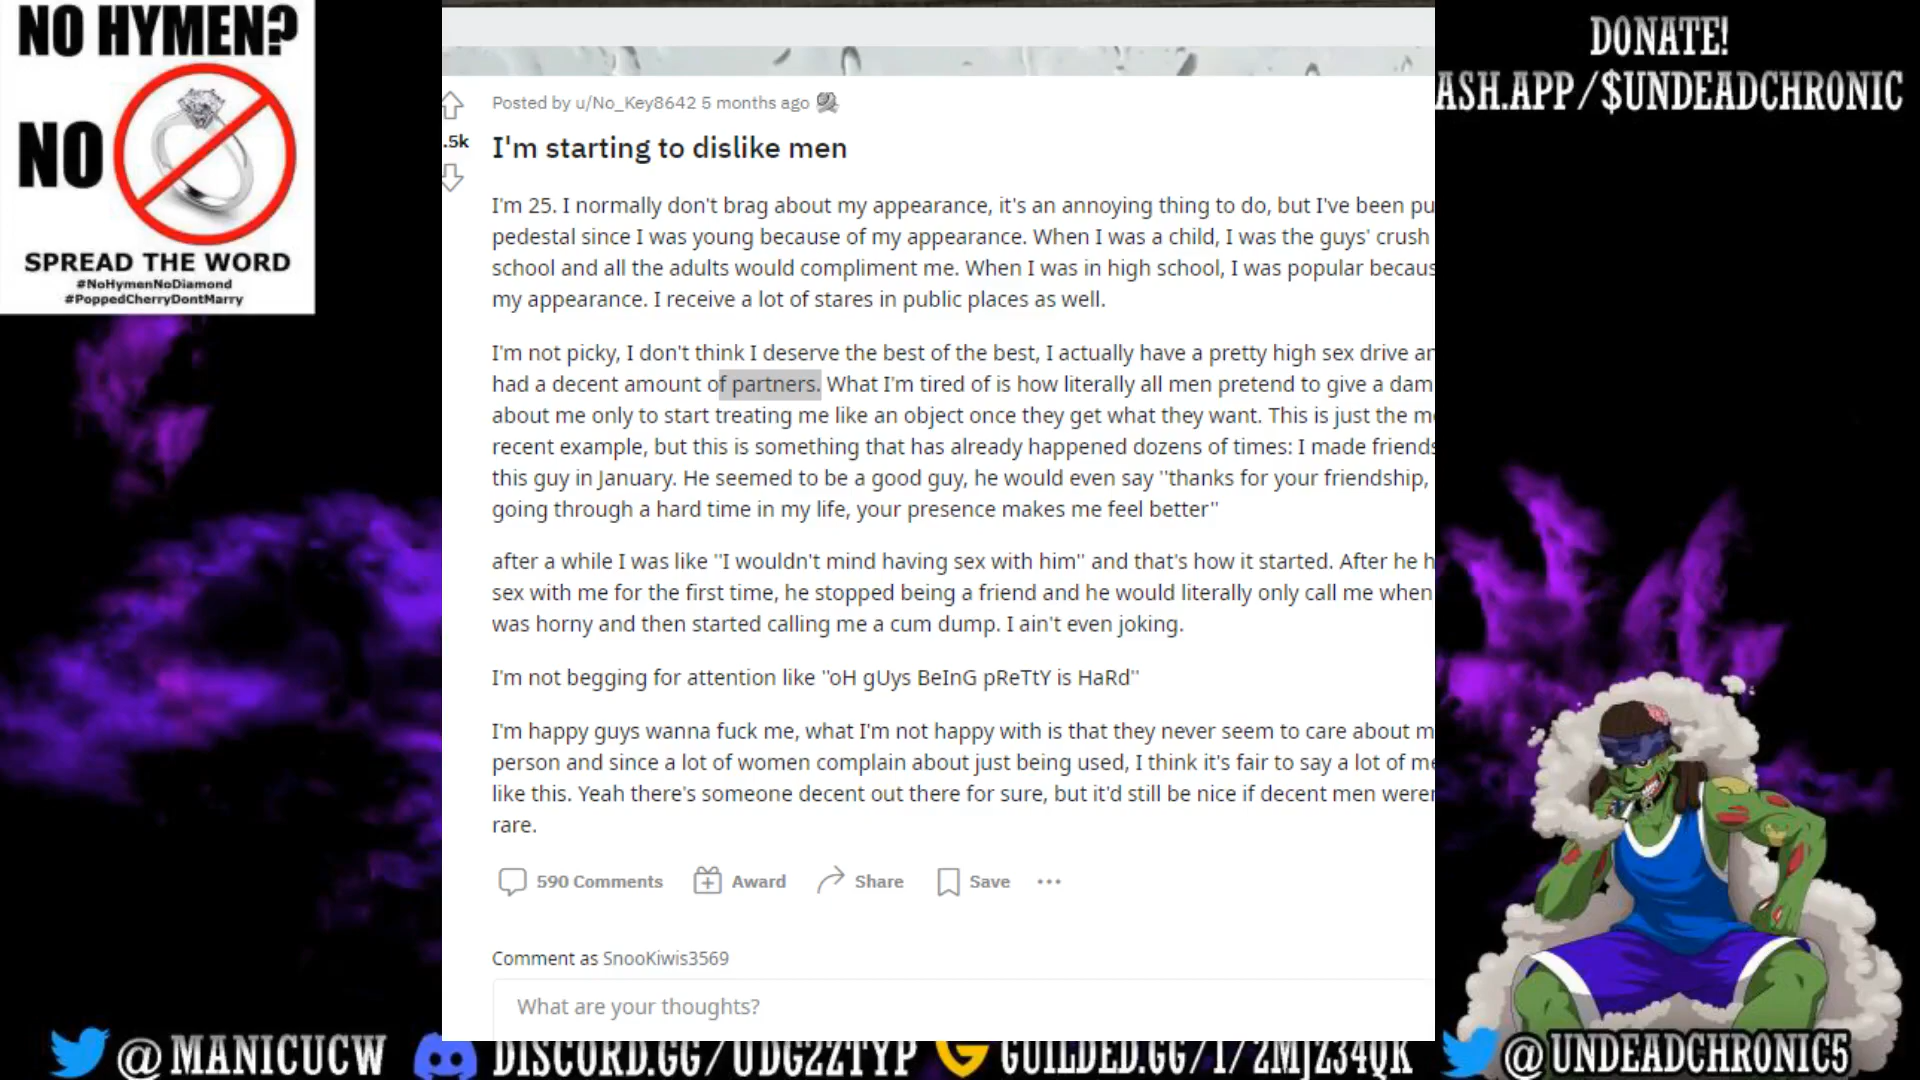 NO HYMEN?
NO
SPREAD THE WORD
#NoHymenNoDiamond
#PoppedCherryDontMarry
DONATE!
ASH.APP/$UNDEADCHRONIC
Posted by u/No_Key8642 5 months ago
.5k
I'm starting to dislike men
I'm 25. I normally don't brag about my appearance, it's an annoying thing to do, but I've been pu
pedestal since I was young because of my appearance. When I was a child, I was the guys' crush
school and all the adults would compliment me. When I was in high school, I was popular becaus
my appearance. I receive a lot of stares in public places as well.
I'm not picky, I don't think I deserve the best of the best, I actually have a pretty high sex drive an
had a decent amount of partners. What I'm tired of is how literally all men pretend to give a dam
about me only to start treating me like an object once they get what they want. This is just the mo
recent example, but this is something that has already happened dozens of times: I made friends
this guy in January. He seemed to be a good guy, he would even say "thanks for your friendship,
going through a hard time in my life, your presence makes me feel better"
after a while I was like "I wouldn't mind having sex with him" and that's how it started. After he h
sex with me for the first time, he stopped being a friend and he would literally only call me when
was horny and then started calling me a cum dump. I ain't even joking.
I'm not begging for attention like "oH gUys BeInG pReTtY is HaRd"
I'm happy guys wanna fuck me, what I'm not happy with is that they never seem to care about m
person and since a lot of women complain about just being used, I think it's fair to say a lot of me
like this. Yeah there's someone decent out there for sure, but it'd still be nice if decent men weren
rare.
590 Comments Award Share Save
Comment as SnooKiwis3569
What are your thoughts?
@MANICUCW DISCORD.GG/UDG2ZTYP GUILDED.GG/I/2MJZ34QK @UNDEADCHRONIC5